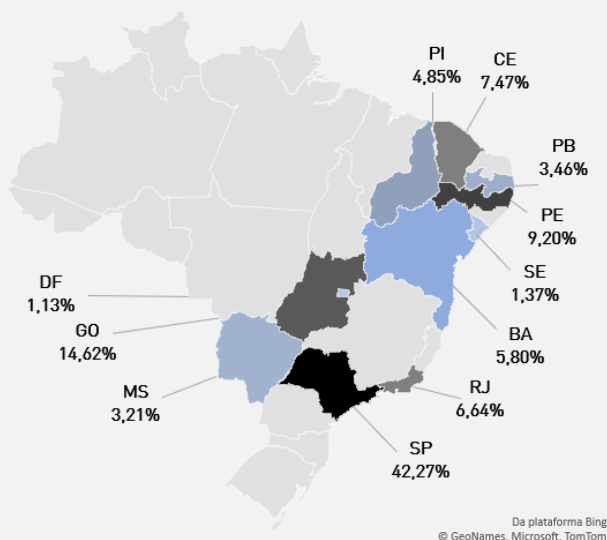 PI
4,85%
CE
7,47%
PB
3,46%
PE
9,20%
SE
1,37%
DF
1,13%
GO
14,62%
BA
5,80%
MS
3,21%
RJ
6,64%
SP
42,27%
Da plataforma Bing
© GeoNames, Microsoft, TomTom